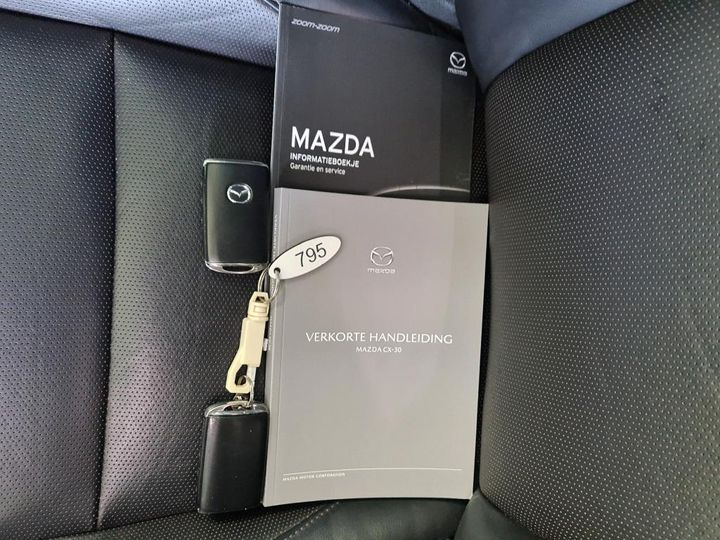 zoom-zoom
mazda
MAZDA
INFORMATIEBOEKJE
Garantie en service
795
mazda
VERKORTE HANDLEIDING
MAZDA CX-30
MAZDA MOTOR CORPORATION